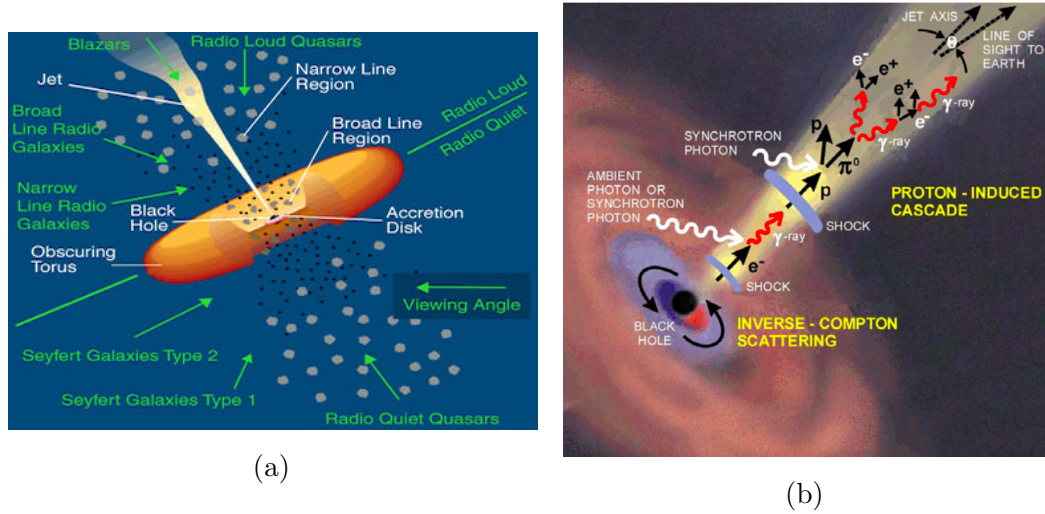 Blazars
Radio Loud Quasars
Jet
Narrow Line
Region
Broad
Line Radio
Galaxies
Broad Line
Region
Radio Loud
Radio Quiet
Narrow
Line Radio
Galaxies
Black
Hole
Accretion
Disk
Obscuring
Torus
Viewing Angle
Seyfert Galaxies Type 2
Seyfert Galaxies Type 1
Radio Quiet Quasars
(a)
JET AXIS
θ
LINE OF
SIGHT TO
EARTH
e-
e+
e+
e-
γ-ray
γ-ray
p
π0
SYNCHROTRON
PHOTON
AMBIENT
PHOTON OR
SYNCHROTRON
PHOTON
p
PROTON - INDUCED
CASCADE
SHOCK
γ-ray
e-
SHOCK
BLACK
HOLE
INVERSE - COMPTON
SCATTERING
(b)